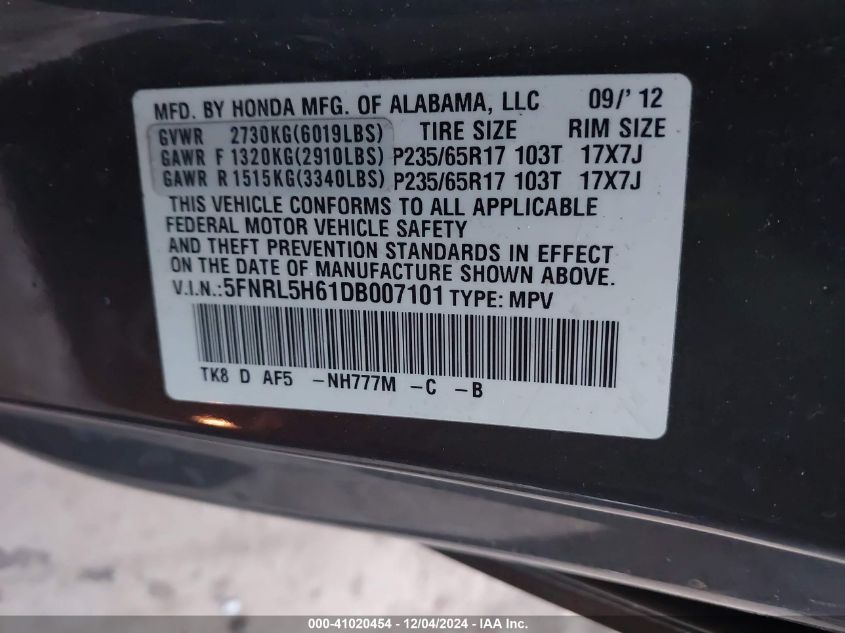 MFD. BY HONDA MFG. OF ALABAMA, LLC 09/' 12
GVWR 2730KG(6019LBS) TIRE SIZE RIM SIZE
GAWR F 1320KG(2910LBS) P235/65R17 103T 17X7J
GAWR R 1515KG(3340LBS) P235/65R17 103T 17X7J
THIS VEHICLE CONFORMS TO ALL APPLICABLE
FEDERAL MOTOR VEHICLE SAFETY
AND THEFT PREVENTION STANDARDS IN EFFECT
ON THE DATE OF MANUFACTURE SHOWN ABOVE.
V.I.N.:5FNRL5H61DB007101 TYPE: MPV
TK8 D AF5 -NH777M -C -B
000-41020454 - 12/04/2024 - IAA Inc.